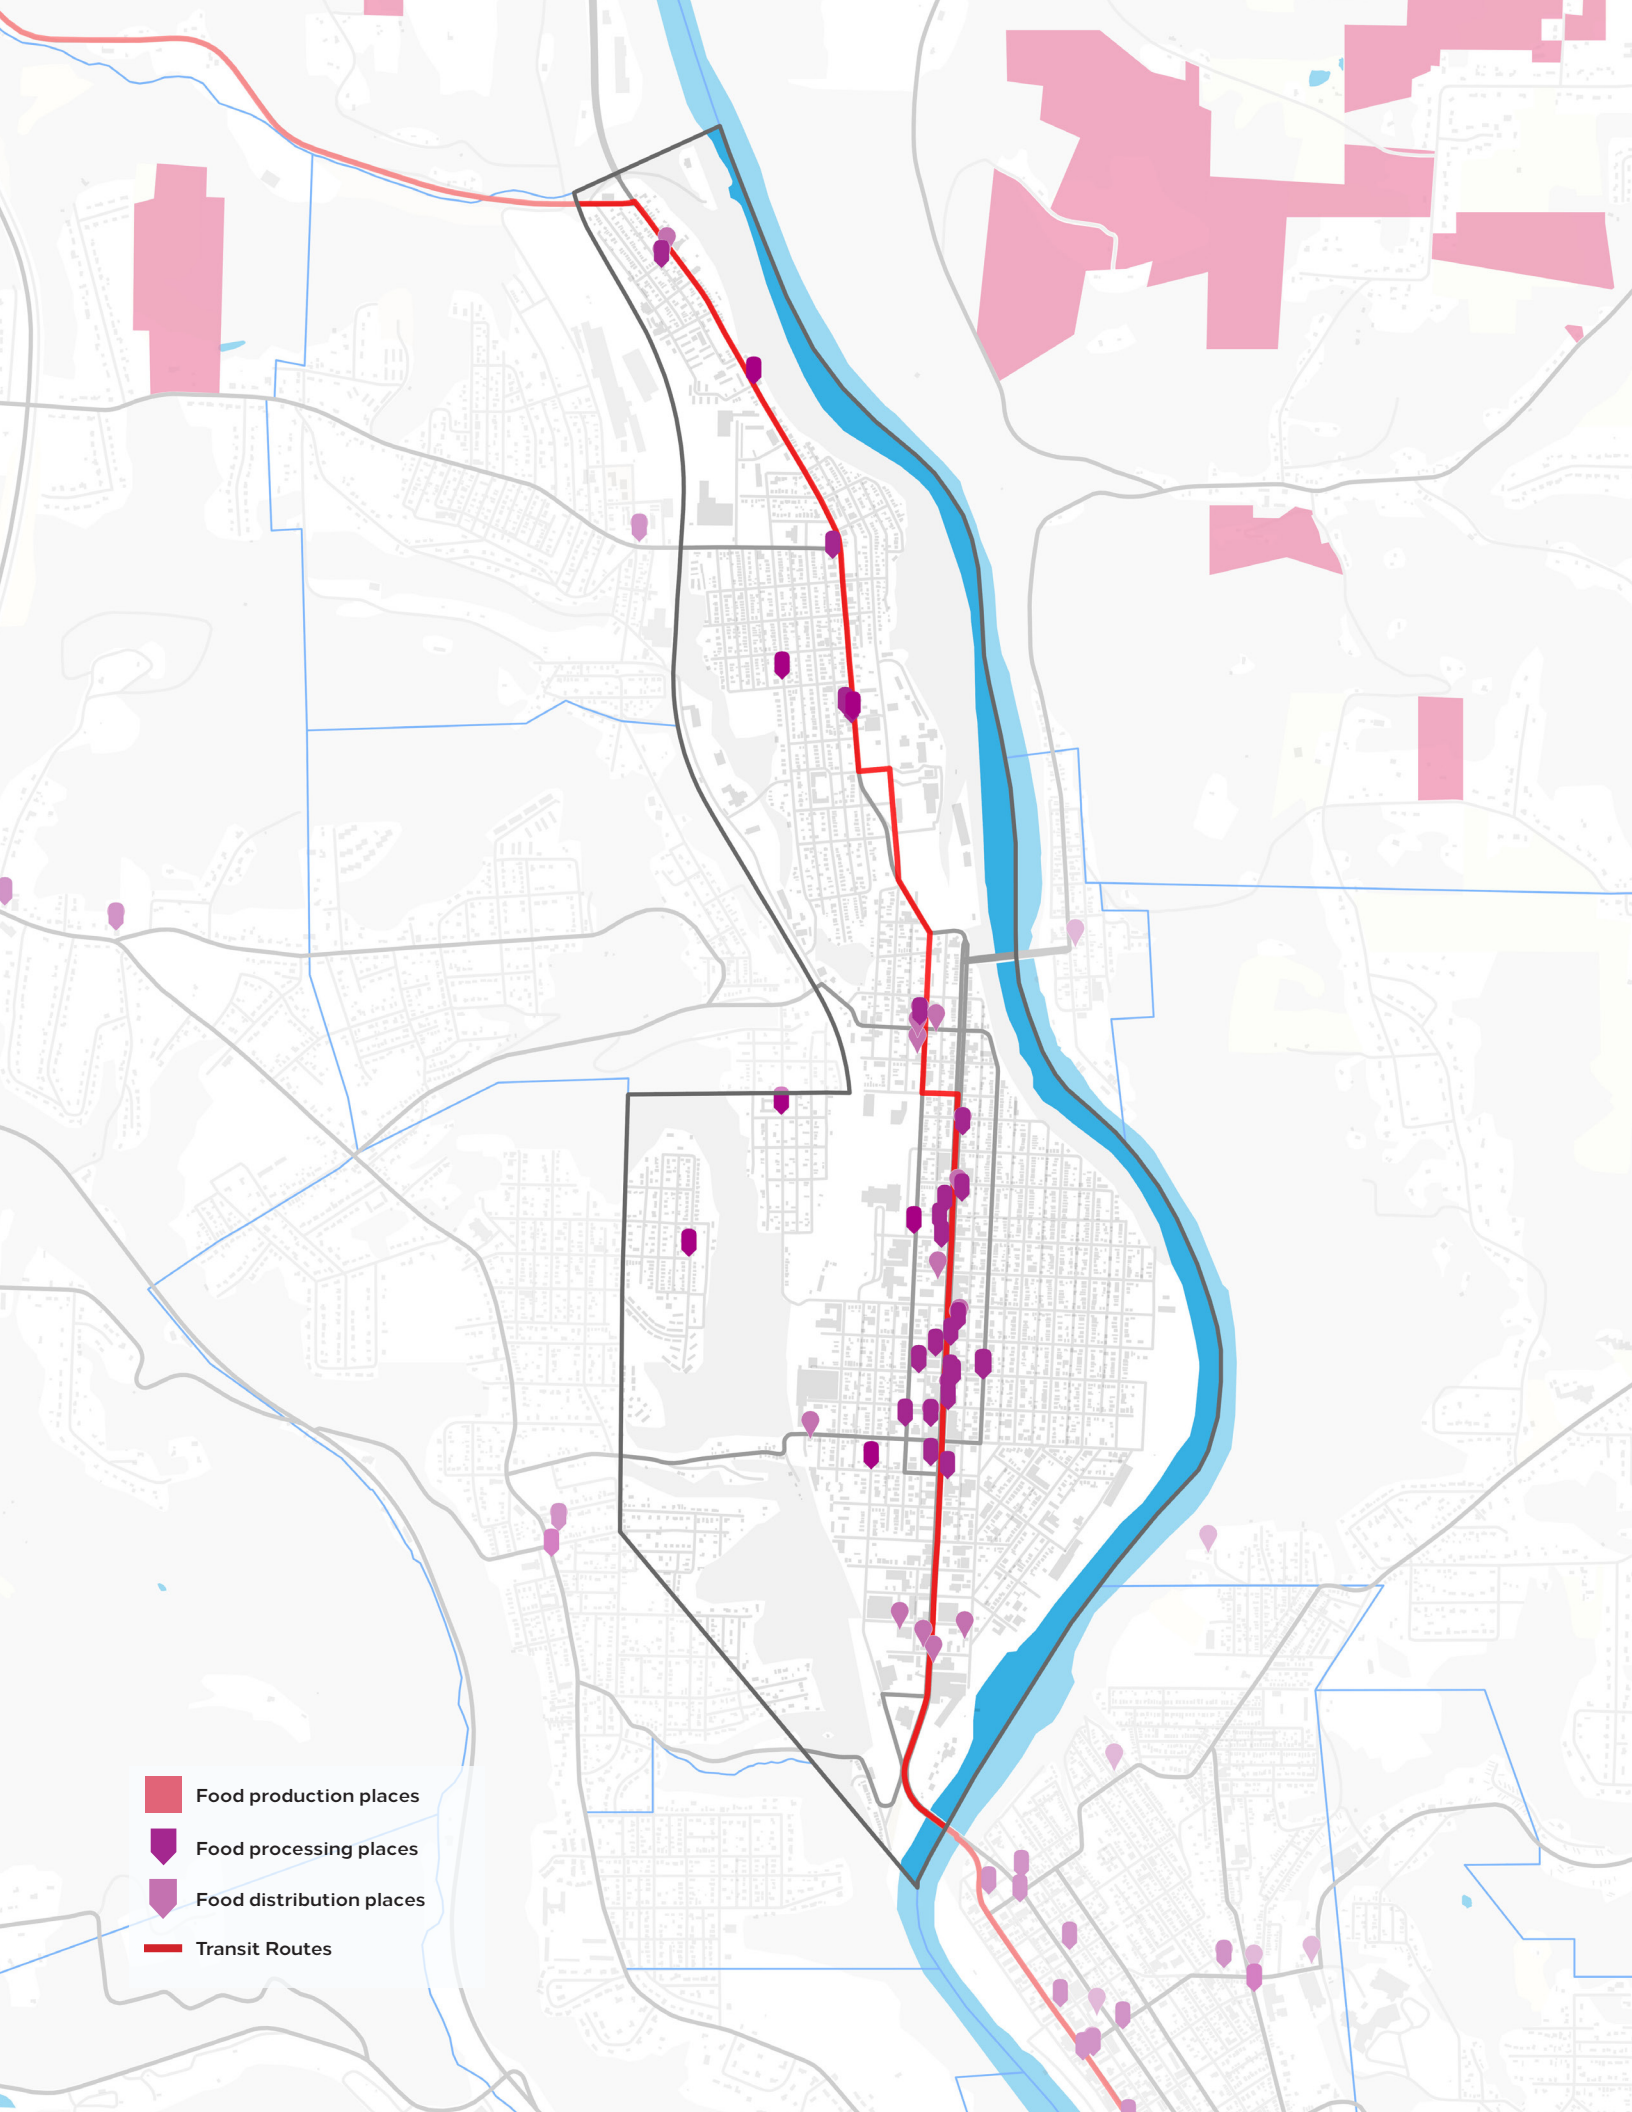 Food production places
Food processing places
Food distribution places
Transit Routes